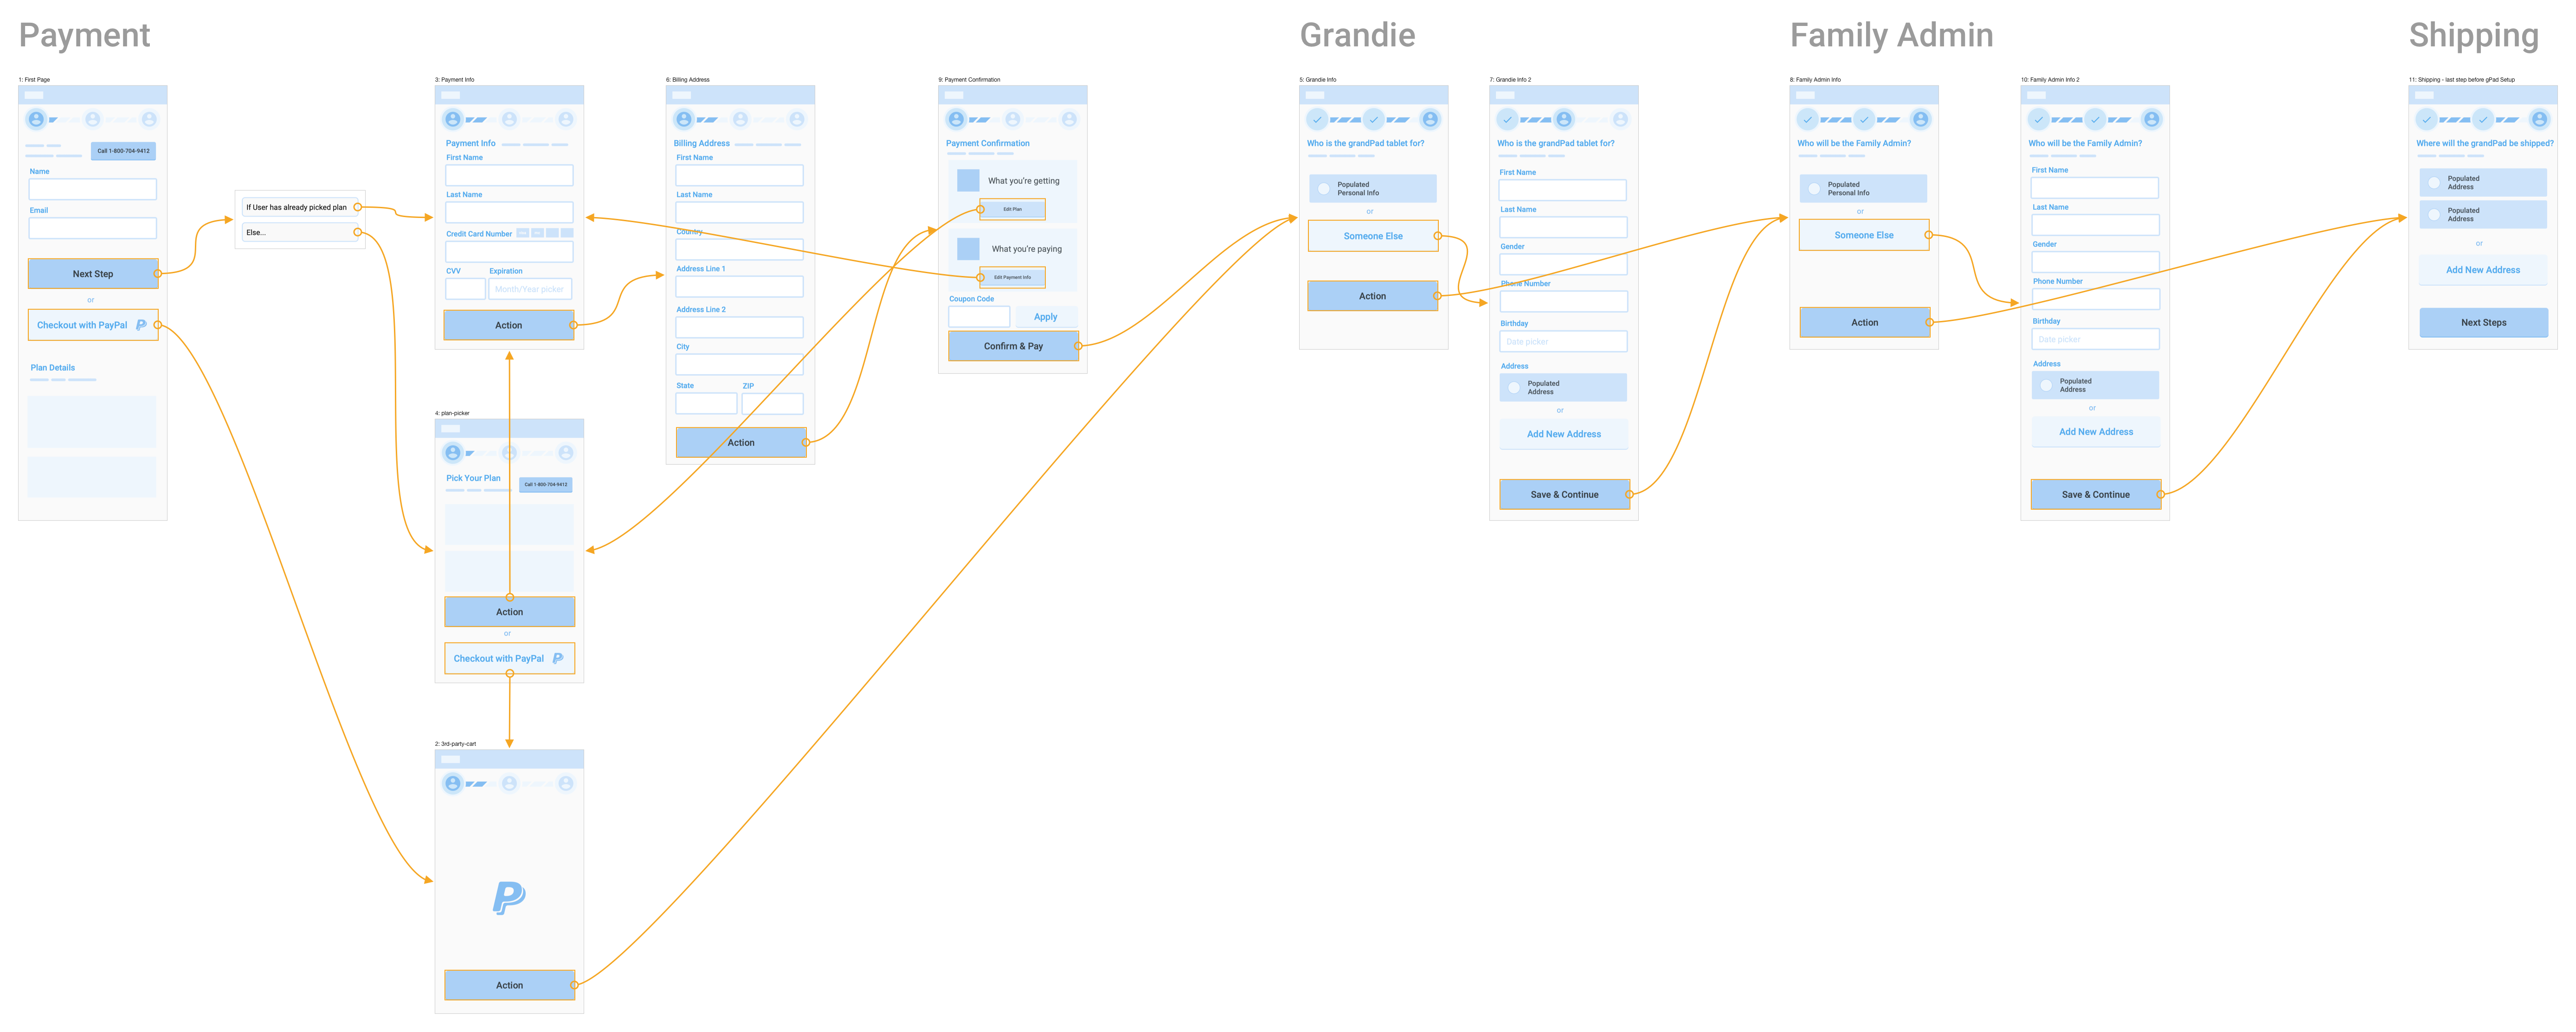 Payment
Grandie
Family Admin
Shipping
1: First Page
Call 1-800-704-9412
Name
Email
Next Step
or
Checkout with PayPal
Plan Details
If User has already picked plan
Else...
3: Payment Info
Payment Info
First Name
Last Name
Credit Card Number
CVV
Expiration
Month/Year picker
Action
4: plan-picker
Pick Your Plan
Call 1-800-704-9412
Action
or
Checkout with PayPal
2: 3rd-party-cart
Action
6: Billing Address
Billing Address
First Name
Last Name
Country
Address Line 1
Address Line 2
City
State
ZIP
Action
9: Payment Confirmation
Payment Confirmation
What you're getting
Edit Plan
What you're paying
Edit Payment Info
Coupon Code
Apply
Confirm & Pay
5: Grandie Info
Who is the grandPad tablet for?
Populated
Personal Info
or
Someone Else
Action
7: Grandie Info 2
Who is the grandPad tablet for?
First Name
Last Name
Gender
Phone Number
Birthday
Date picker
Address
Populated
Address
or
Add New Address
Save & Continue
8: Family Admin Info
Who will be the Family Admin?
Populated
Personal Info
or
Someone Else
Action
10: Family Admin Info 2
Who will be the Family Admin?
First Name
Last Name
Gender
Phone Number
Birthday
Date picker
Address
Populated
Address
or
Add New Address
Save & Continue
11: Shipping - last step before gPad Setup
Where will the grandPad be shipped?
Populated
Address
Populated
Address
or
Add New Address
Next Steps